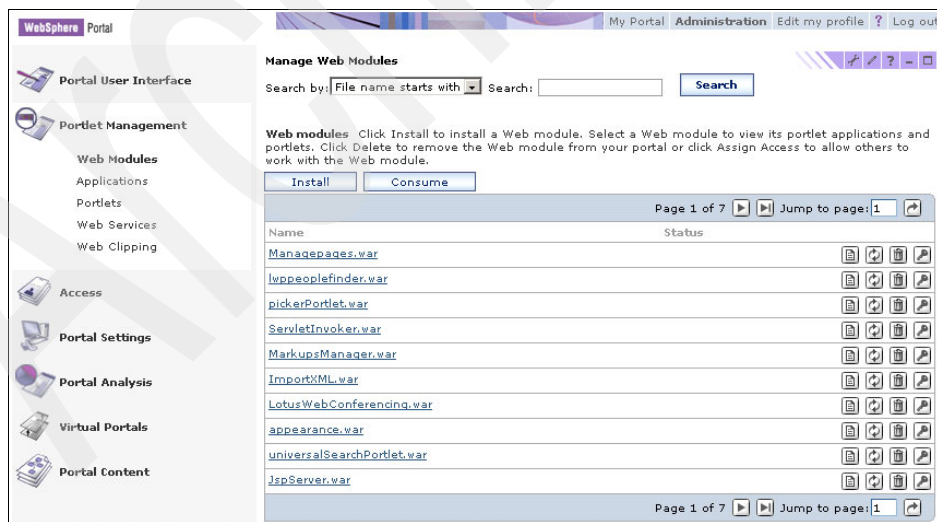 WebSphere Portal
My Portal Administration Edit my profile ? Log out
Portal User Interface
Portlet Management
Web Modules
Applications
Portlets
Web Services
Web Clipping
Access
Portal Settings
Portal Analysis
Virtual Portals
Portal Content
Manage Web Modules
Search by: File name starts with Search: Search
Web modules Click Install to install a Web module. Select a Web module to view its portlet applications and
portlets. Click Delete to remove the Web module from your portal or click Assign Access to allow others to
work with the Web module.
Install Consume
Page 1 of 7 Jump to page: 1
Name Status
Managepages.war
lwppeoplefinder.war
pickerPortlet.war
ServletInvoker.war
MarkupsManager.war
ImportXML.war
LotusWebConferencing.war
appearance.war
universalSearchPortlet.war
JspServer.war
Page 1 of 7 Jump to page: 1